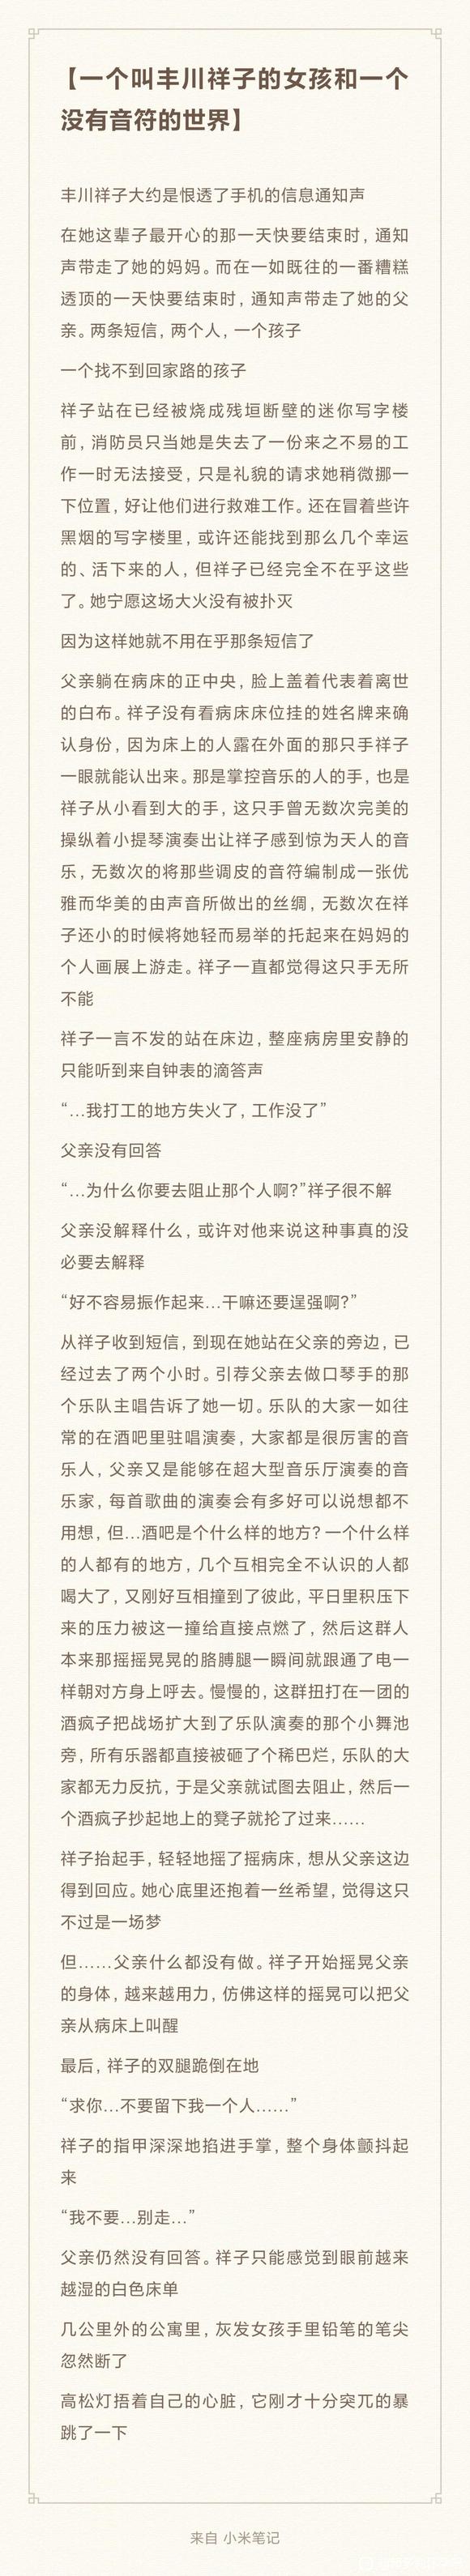 【一个叫丰川祥子的女孩和一个
没有音符的世界】
丰川祥子大约是恨透了手机的信息通知声
在她这辈子最开心的那一天快要结束时，通知
声带走了她的妈妈。而在一如既往的一番糟糕
透顶的一天快要结束时，通知声带走了她的父
亲。两条短信，两个人，一个孩子
一个找不到回家路的孩子
祥子站在已经被烧成残垣断壁的迷你写字楼
前，消防员只当她是失去了一份来之不易的工
作一时无法接受，只是礼貌的请求她稍微挪一
下位置，好让他们进行救难工作。还在冒着些许
黑烟的写字楼里，或许还能找到那么几个幸运
的、活下来的人，但祥子已经完全不在乎这些
了。她宁愿这场大火没有被扑灭
因为这样她就不用在乎那条短信了
父亲躺在病床的正中央，脸上盖着代表着离世
的白布。祥子没有看病床床位挂的姓名牌来确
认身份，因为床上的人露在外面的那只手祥子
一眼就能认出来。那是掌控音乐的人的手，也是
祥子从小看到大的手，这只手曾无数次完美的
操纵着小提琴演奏出让祥子感到惊为天人的音
乐，无数次的将那些调皮的音符编制成一张优
雅而华美的由声音所做出的丝绸，无数次在祥
子还小的时候将她轻而易举的托起来在妈妈的
个人画展上游走。祥子一直都觉得这只手无所
不能
祥子一言不发的站在床边，整座病房里安静的
只能听到来自钟表的滴答声
“…我打工的地方失火了，工作没了”
父亲没有回答
“…为什么你要去阻止那个人啊?”祥子很不解
父亲没解释什么，或许对他来说这种事真的没
必要去解释
“好不容易振作起来…干嘛还要逞强啊?”
从祥子收到短信，到现在她站在父亲的旁边，已
经过去了两个小时。引荐父亲去做口琴手的那
个乐队主唱告诉了她一切。乐队的大家一如往
常的在酒吧里驻唱演奏，大家都是很厉害的音
乐人，父亲又是能够在超大型音乐厅演奏的音
乐家，每首歌曲的演奏会有多好可以说想都不
用想，但…酒吧是个什么样的地方? 一个什么样
的人都有的地方，几个互相完全不认识的人都
喝大了，又刚好互相撞到了彼此，平日里积压下
来的压力被这一撞给直接点燃了，然后这群人
本来那摇摇晃晃的胳膊腿一瞬间就跟通了电一
样朝对方身上呼去。慢慢的，这群扭打在一团的
酒疯子把战场扩大到了乐队演奏的那个小舞池
旁，所有乐器都直接被砸了个稀巴烂，乐队的大
家都无力反抗，于是父亲就试图去阻止，然后一
个酒疯子抄起地上的凳子就抡了过来……
祥子抬起手，轻轻地摇了摇病床，想从父亲这边
得到回应。她心底里还抱着一丝希望，觉得这只
不过是一场梦
但……父亲什么都没有做。祥子开始摇晃父亲
的身体，越来越用力，仿佛这样的摇晃可以把父
亲从病床上叫醒
最后，祥子的双腿跪倒在地
“求你…不要留下我一个人……”
祥子的指甲深深地掐进手掌，整个身体颤抖起
来
“我不要…别走…”
父亲仍然没有回答。祥子只能感觉到眼前越来
越湿的白色床单
几公里外的公寓里，灰发女孩手里铅笔的笔尖
忽然断了
高松灯捂着自己的心脏，它刚才十分突兀的暴
跳了一下
来自 小米笔记